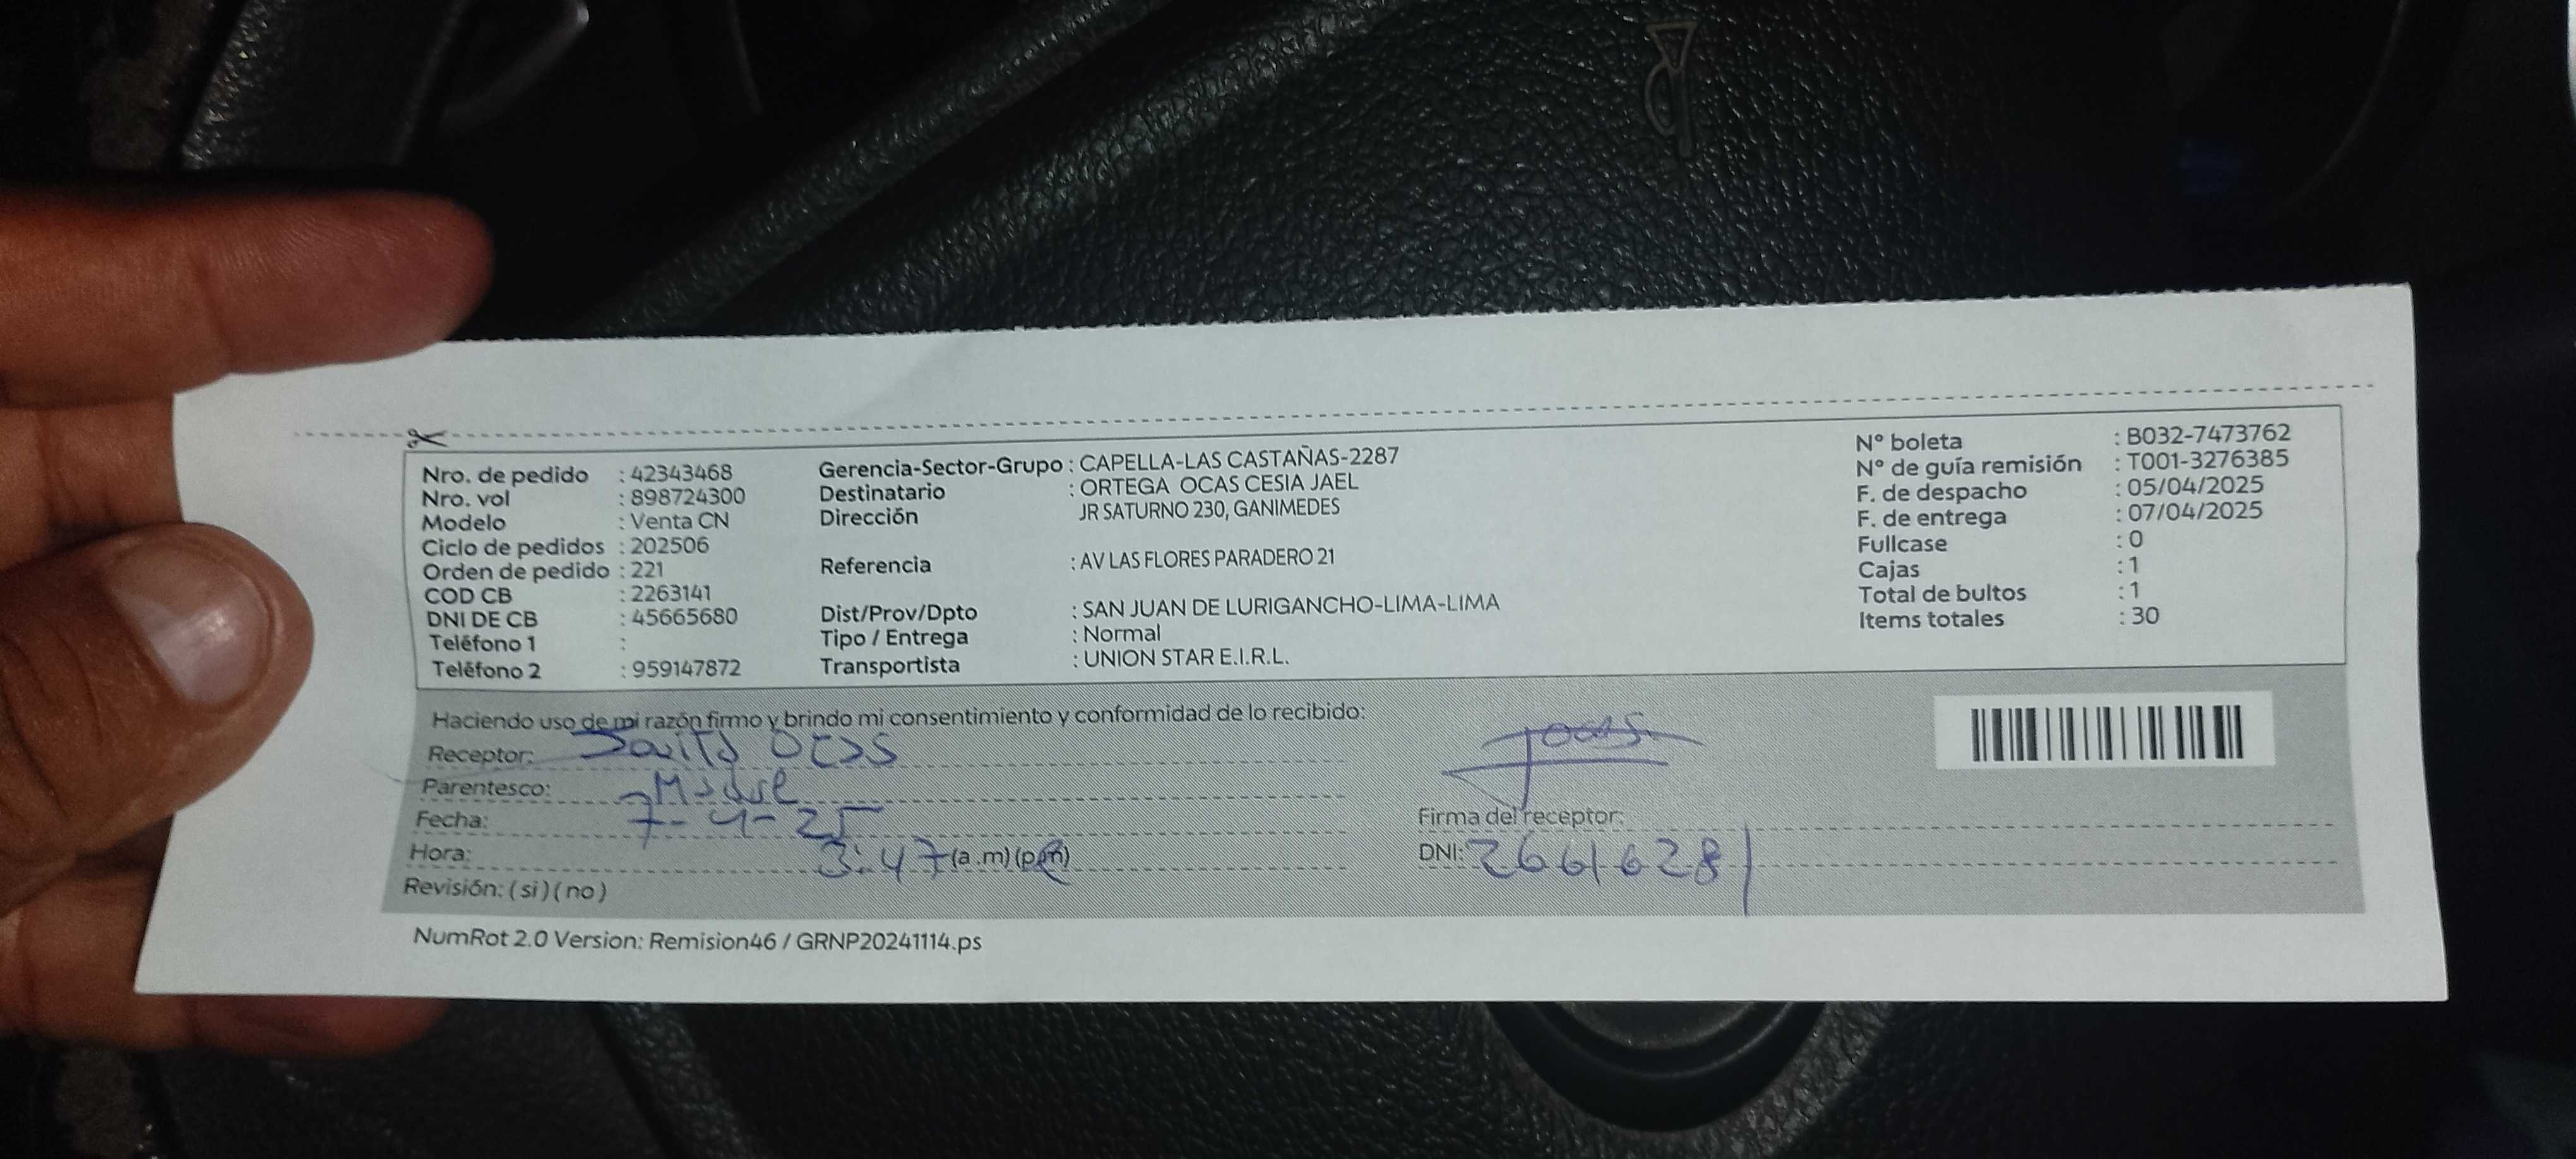 Nro. de pedido : 42343468
Nro. vol : 898724300
Modelo : Venta CN
Ciclo de pedidos : 202506
Orden de pedido : 221
COD CB : 2263141
DNI DE CB : 45665680
Teléfono 1 :
Teléfono 2 : 959147872
Gerencia-Sector-Grupo : CAPELLA-LAS CASTAÑAS-2287
Destinatario : ORTEGA OCAS CESIA JAEL
Dirección JR SATURNO 230, GANIMEDES
Referencia : AV LAS FLORES PARADERO 21
Dist/Prov/Dpto : SAN JUAN DE LURIGANCHO-LIMA-LIMA
Tipo / Entrega : Normal
Transportista : UNION STAR E.I.R.L.
N° boleta : B032-7473762
N° de guía remisión : T001-3276385
F. de despacho : 05/04/2025
F. de entrega : 07/04/2025
Fullcase : 0
Cajas : 1
Total de bultos : 1
Items totales : 30
Haciendo uso de mi razón firmo y brindo mi consentimiento y conformidad de lo recibido:
Receptor: Ocas
Parentesco: Madre
Fecha: 7-4-25
Hora: 3:47 (a .m) (p.m)
Revisión: ( si ) ( no )
Firma del receptor:
DNI: 26616281
NumRot 2.0 Version: Remision46 / GRNP20241114.ps